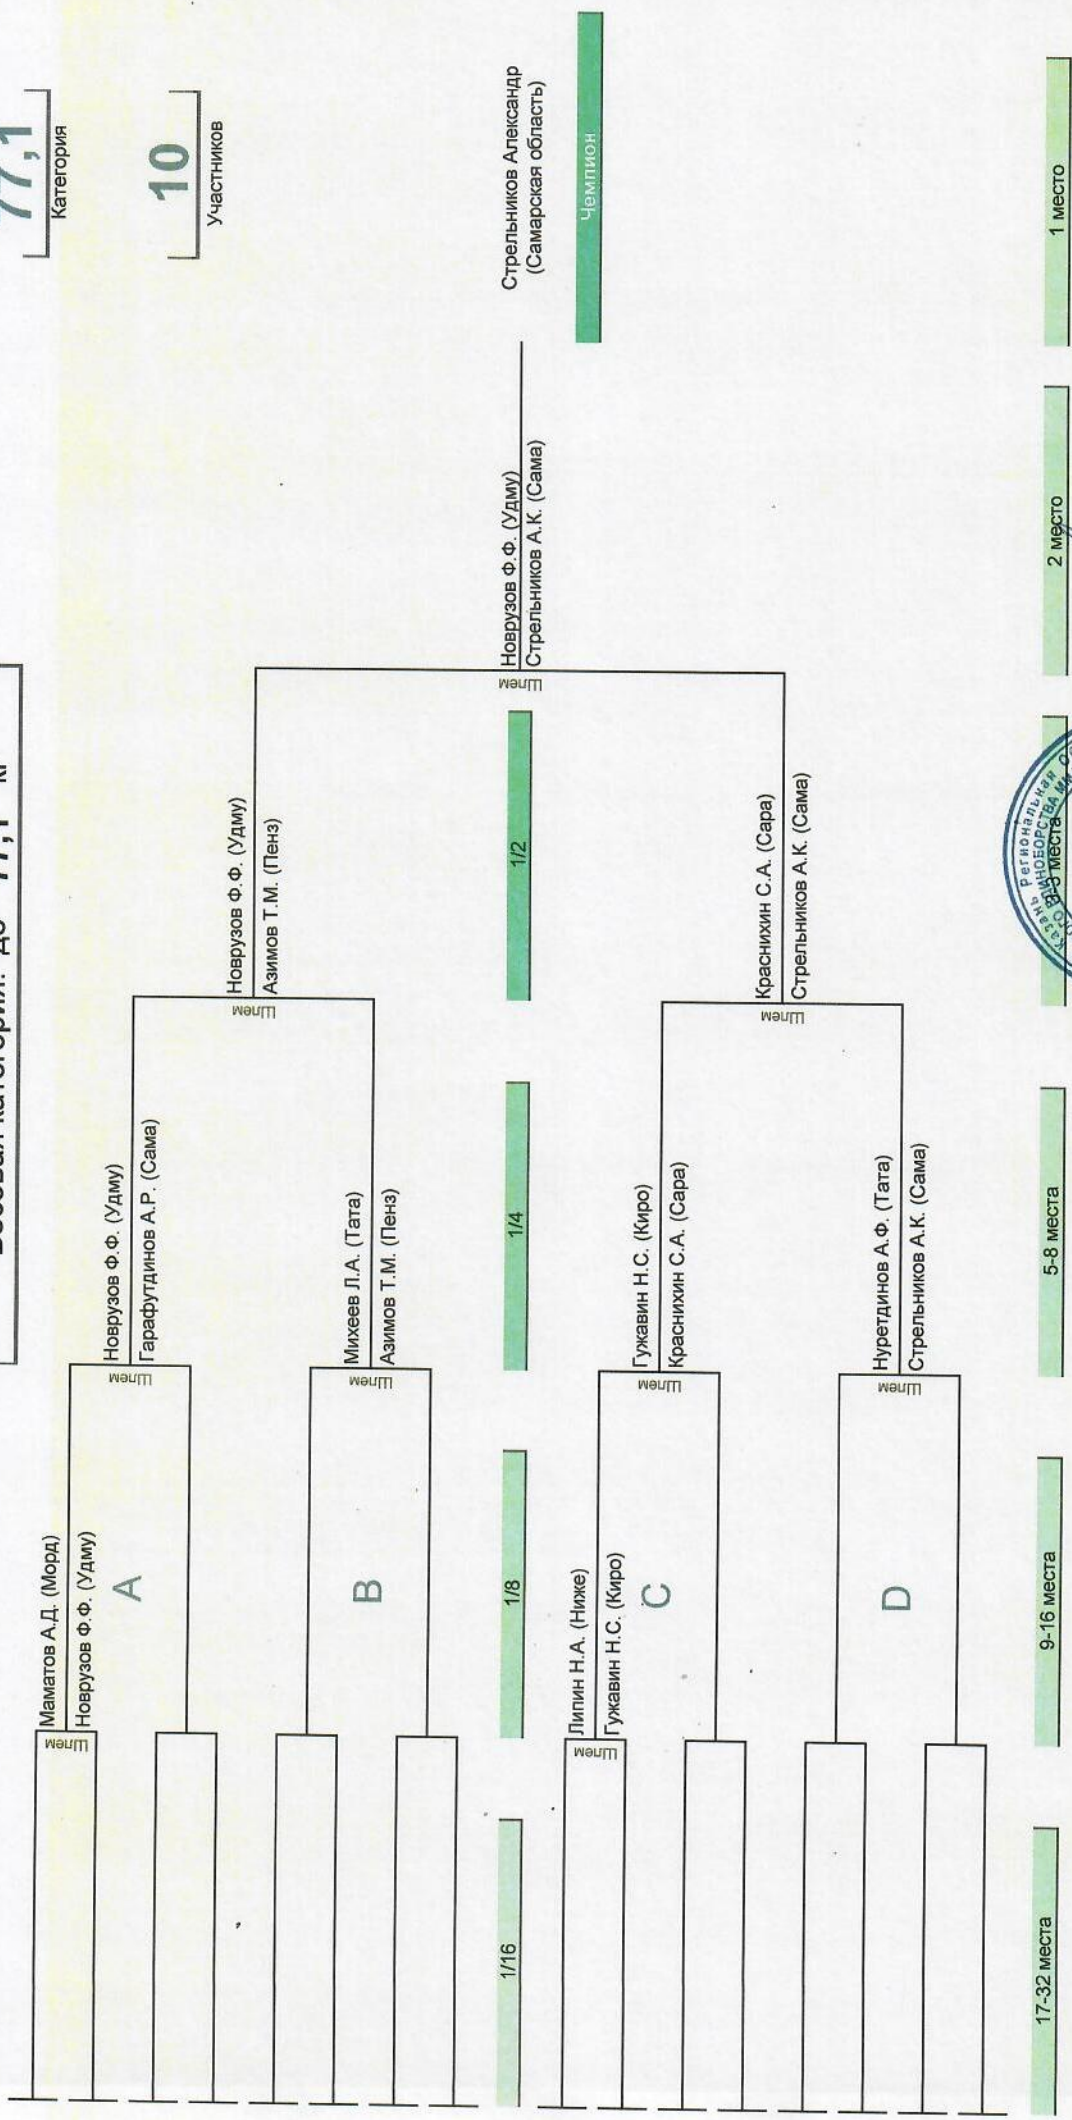 Весовая категория: до 77,1 кг
77,1
Категория
10
Участников
Маматов А.Д. (Морд)
Новрузов Ф.Ф. (Удму)
Шлем
A
Новрузов Ф.Ф. (Удму)
Гарафутдинов А.Р. (Сама)
Шлем
B
Михеев Л.А. (Тата)
Азимов Т.М. (Пенз)
Шлем
Новрузов Ф.Ф. (Удму)
Азимов Т.М. (Пенз)
Шлем
Новрузов Ф.Ф. (Удму)
Стрельников А.К. (Сама)
Шлем
Стрельников Александр
(Самарская область)
Чемпион
1/16
1/8
1/4
1/2
Липин Н.А. (Ниже)
Гужавин Н.С. (Киро)
Шлем
C
Гужавин Н.С. (Киро)
Краснихин С.А. (Сара)
Шлем
D
Нуретдинов А.Ф. (Тата)
Стрельников А.К. (Сама)
Шлем
Краснихин С.А. (Сара)
Стрельников А.К. (Сама)
Шлем
17-32 места
9-16 места
5-8 места
3-3 места
2 место
1 место
Казань Региональная
ЕДИНОБОРСТВА